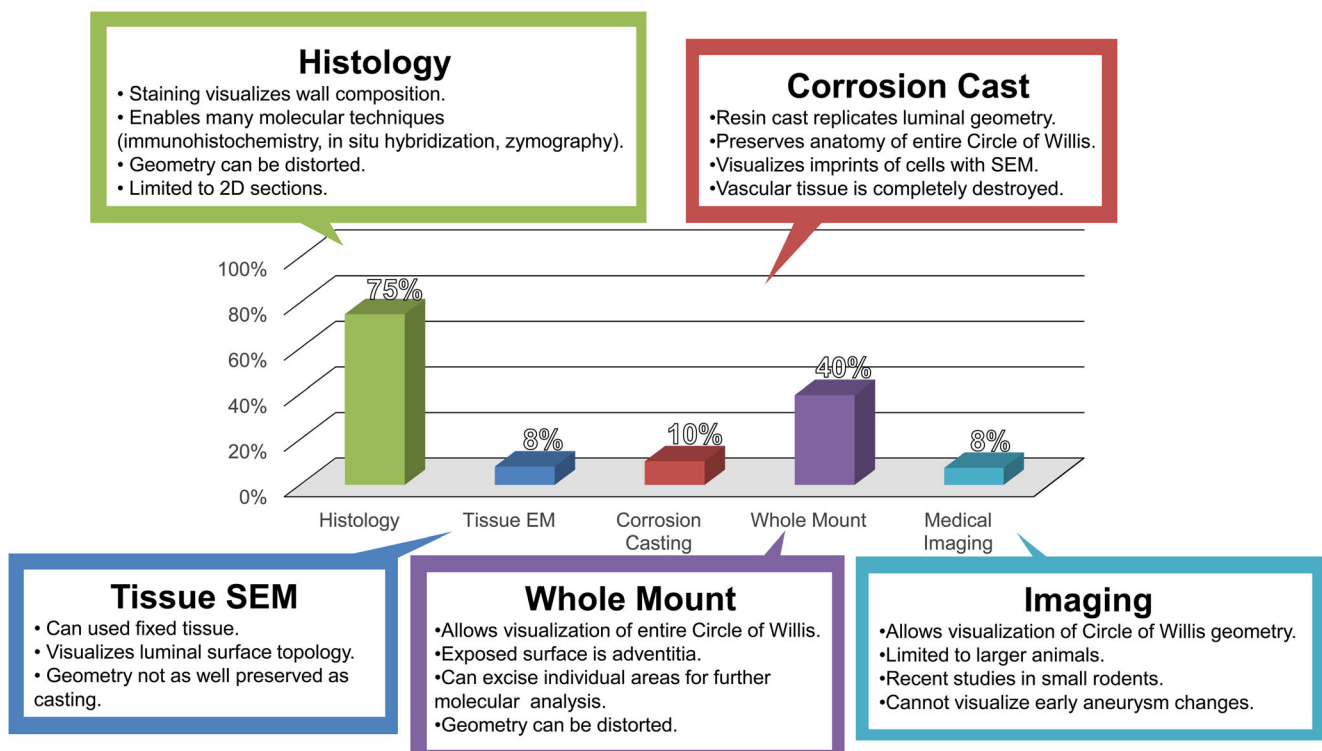 Histology
• Staining visualizes wall composition.
• Enables many molecular techniques
(immunohistochemistry, in situ hybridization, zymography).
• Geometry can be distorted.
• Limited to 2D sections.
Corrosion Cast
•Resin cast replicates luminal geometry.
•Preserves anatomy of entire Circle of Willis.
•Visualizes imprints of cells with SEM.
•Vascular tissue is completely destroyed.
100%
80%
60%
40%
20%
0%
75%
8%
10%
40%
8%
Histology
Tissue EM
Corrosion
Casting
Whole Mount
Medical
Imaging
Tissue SEM
• Can used fixed tissue.
• Visualizes luminal surface topology.
• Geometry not as well preserved as
casting.
Whole Mount
•Allows visualization of entire Circle of Willis.
•Exposed surface is adventitia.
•Can excise individual areas for further
molecular analysis.
•Geometry can be distorted.
Imaging
•Allows visualization of Circle of Willis geometry.
•Limited to larger animals.
•Recent studies in small rodents.
•Cannot visualize early aneurysm changes.